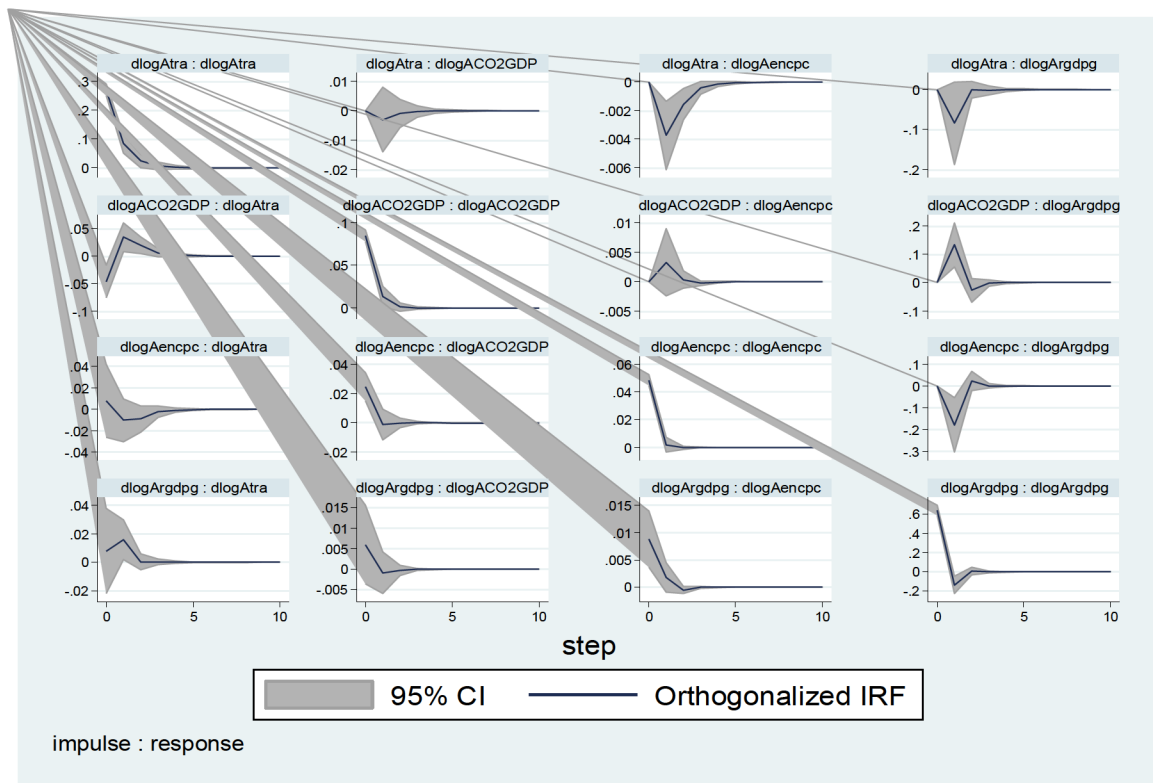 dlogAtra : dlogAtra
dlogAtra : dlogACO2GDP
dlogAtra : dlogAencpc
dlogAtra : dlogArgdpg
.3
.2
.1
0
.01
0
-.01
-.02
0
-.002
-.004
-.006
0
-.1
-.2
dlogACO2GDP : dlogAtra
dlogACO2GDP : dlogACO2GDP
dlogACO2GDP : dlogAencpc
dlogACO2GDP : dlogArgdpg
.05
0
-.05
-.1
.1
.05
0
.01
.005
0
-.005
.2
.1
0
-.1
dlogAencpc : dlogAtra
dlogAencpc : dlogACO2GDP
dlogAencpc : dlogAencpc
dlogAencpc : dlogArgdpg
.04
.02
0
-.02
-.04
.04
.02
0
-.02
.06
.04
.02
0
.1
0
-.1
-.2
-.3
dlogArgdpg : dlogAtra
dlogArgdpg : dlogACO2GDP
dlogArgdpg : dlogAencpc
dlogArgdpg : dlogArgdpg
.04
.02
0
-.02
.015
.01
.005
0
-.005
.015
.01
.005
0
.6
.4
.2
0
-.2
0 5 10
0 5 10
0 5 10
0 5 10
step
95% CI
Orthogonalized IRF
impulse : response